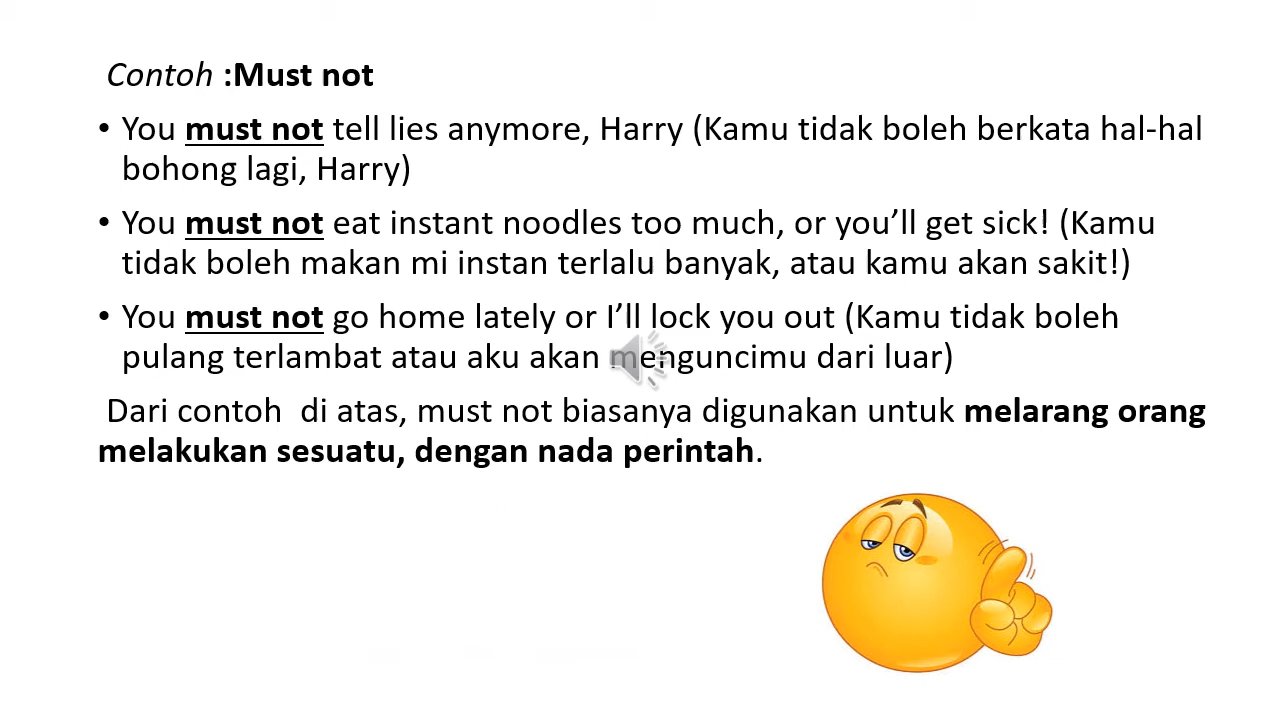 Contoh :Must not
• You must not tell lies anymore, Harry (Kamu tidak boleh berkata hal-hal
bohong lagi, Harry)
• You must not eat instant noodles too much, or you’ll get sick! (Kamu
tidak boleh makan mi instan terlalu banyak, atau kamu akan sakit!)
• You must not go home lately or I’ll lock you out (Kamu tidak boleh
pulang terlambat atau aku akan menguncimu dari luar)
Dari contoh  di atas, must not biasanya digunakan untuk melarang orang
melakukan sesuatu, dengan nada perintah.